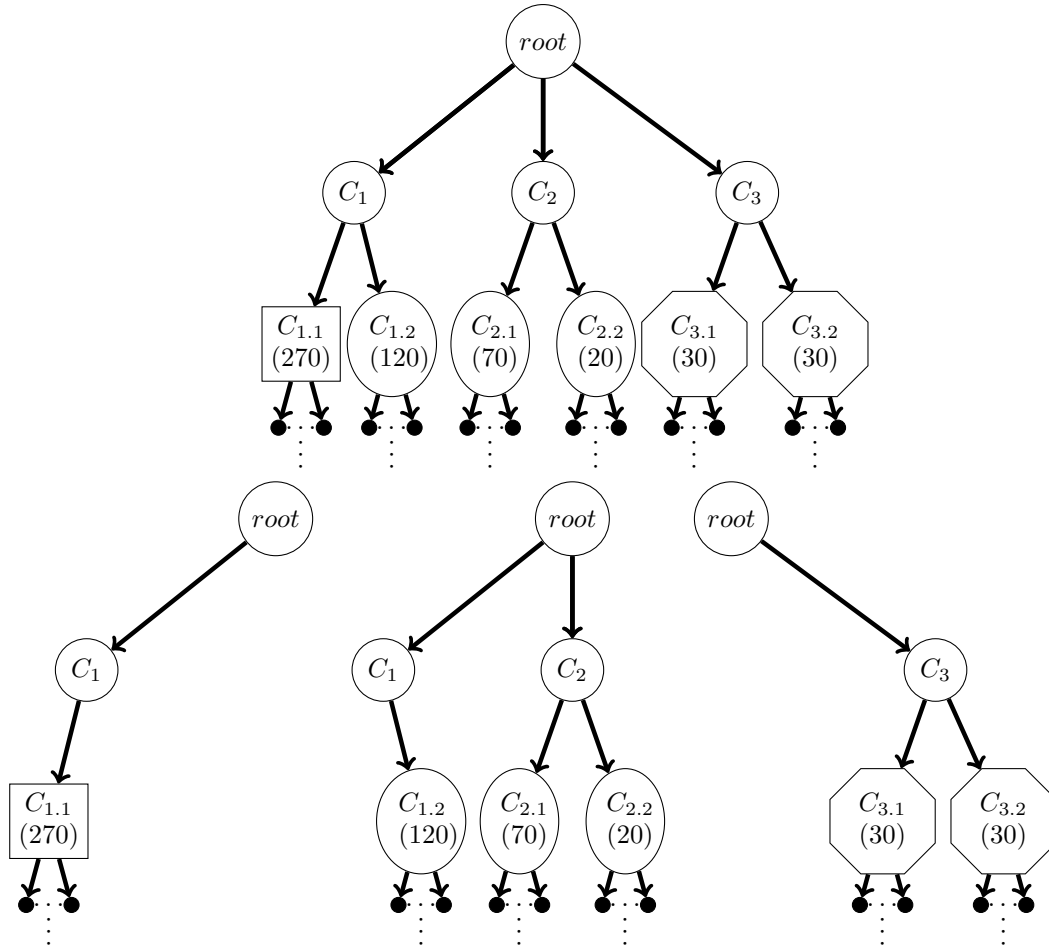 root
C1 C2 C3
C1.1 C1.2 C2.1 C2.2 C3.1 C3.2
(270) (120) (70) (20) (30) (30)
root root root
C1 C1 C2 C3
C1.1 C1.2 C2.1 C2.2 C3.1 C3.2
(270) (120) (70) (20) (30) (30)